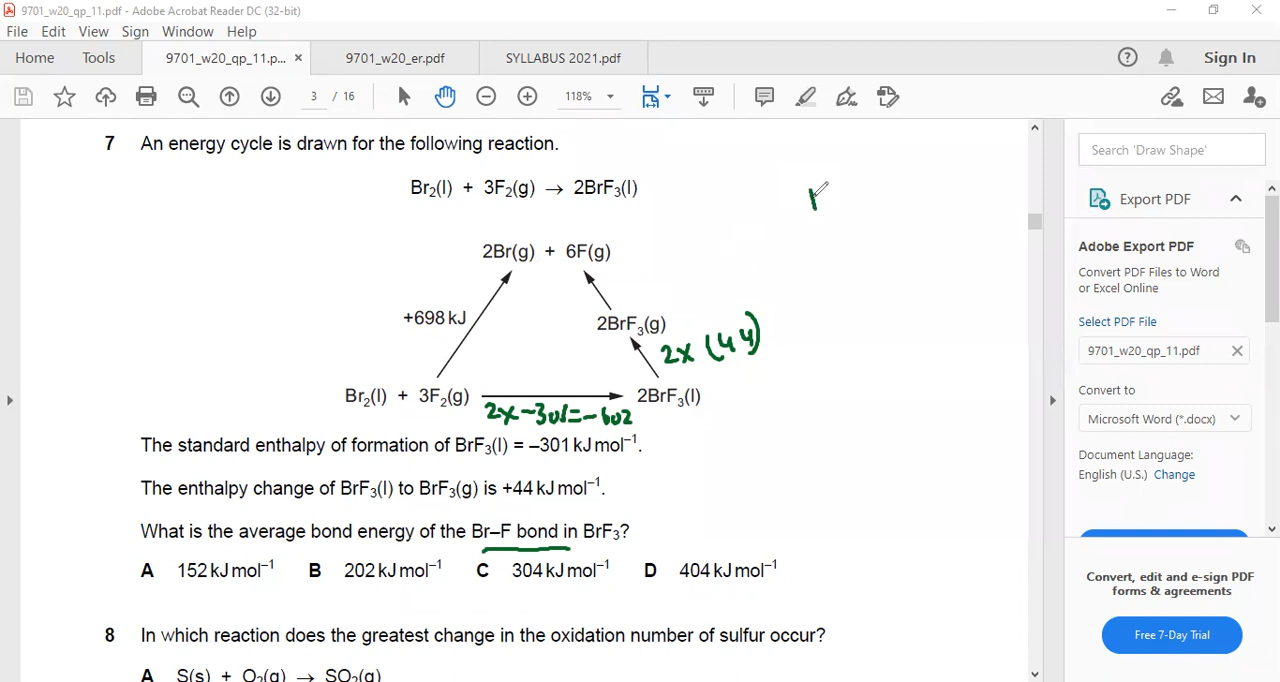 9701_w20_qp_11.pdf - Adobe Acrobat Reader DC (32-bit)
File Edit View Sign Window Help
Home Tools 9701_w20_qp_11.p... × 9701_w20_er.pdf SYLLABUS 2021.pdf Sign In
3 / 16 118%
7 An energy cycle is drawn for the following reaction.
Br₂(l) + 3F₂(g) → 2BrF₃(l)
2Br(g) + 6F(g)
+698 kJ
2BrF₃(g)
2x (44)
Br₂(l) + 3F₂(g) 2BrF₃(l)
2x -301 = -602
The standard enthalpy of formation of BrF₃(l) = –301 kJ mol⁻¹.
The enthalpy change of BrF₃(l) to BrF₃(g) is +44 kJ mol⁻¹.
What is the average bond energy of the Br–F bond in BrF₃?
A 152 kJ mol⁻¹ B 202 kJ mol⁻¹ C 304 kJ mol⁻¹ D 404 kJ mol⁻¹
8 In which reaction does the greatest change in the oxidation number of sulfur occur?
A S(s) + O₂(g) → SO₂(g)
Search 'Draw Shape'
Export PDF
Adobe Export PDF
Convert PDF Files to Word
or Excel Online
Select PDF File
9701_w20_qp_11.pdf
Convert to
Microsoft Word (*.docx)
Document Language:
English (U.S.) Change
Convert, edit and e-sign PDF
forms & agreements
Free 7-Day Trial